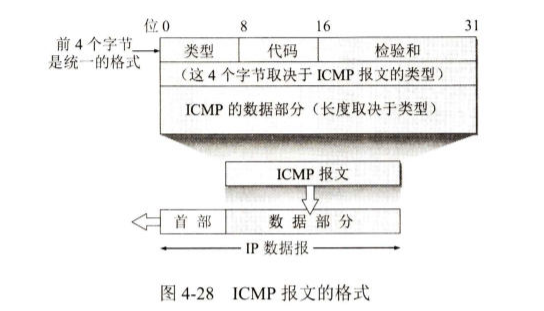 位 0 8 16 31
前 4 个字节
是统一的格式
类型 代码 检验和
（这 4 个字节取决于 ICMP 报文的类型）
ICMP 的数据部分（长度取决于类型）
ICMP 报文
首 部 数 据 部 分
IP 数据报
图 4-28 ICMP 报文的格式